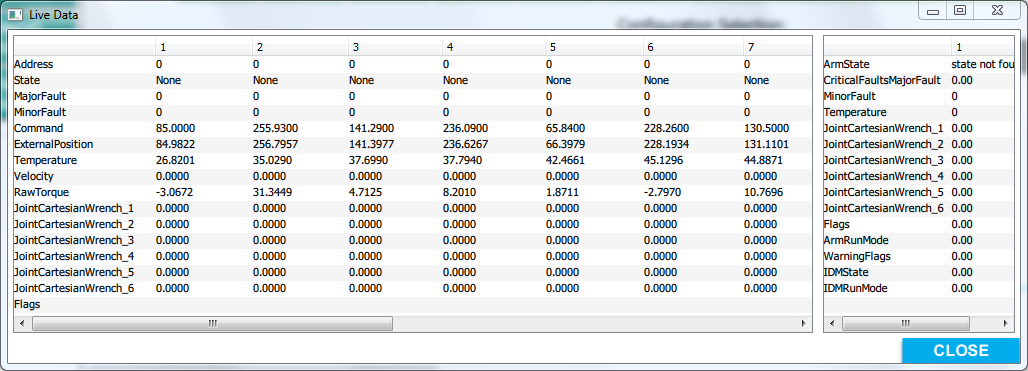 Live Data
Configuration Selection:
1 2 3 4 5 6 7
Address 0 0 0 0 0 0 0
State None None None None None None None
MajorFault 0 0 0 0 0 0 0
MinorFault 0 0 0 0 0 0 0
Command 85.0000 255.9300 141.2900 236.0900 65.8400 228.2600 130.5000
ExternalPosition 84.9822 256.7957 141.3977 236.6267 66.3979 228.1934 131.1101
Temperature 26.8201 35.0290 37.6990 37.7940 42.4661 45.1296 44.8871
Velocity 0.0000 0.0000 0.0000 0.0000 0.0000 0.0000 0.0000
RawTorque -3.0672 31.3449 4.7125 8.2010 1.8711 -2.7970 10.7696
JointCartesianWrench_1 0.0000 0.0000 0.0000 0.0000 0.0000 0.0000 0.0000
JointCartesianWrench_2 0.0000 0.0000 0.0000 0.0000 0.0000 0.0000 0.0000
JointCartesianWrench_3 0.0000 0.0000 0.0000 0.0000 0.0000 0.0000 0.0000
JointCartesianWrench_4 0.0000 0.0000 0.0000 0.0000 0.0000 0.0000 0.0000
JointCartesianWrench_5 0.0000 0.0000 0.0000 0.0000 0.0000 0.0000 0.0000
JointCartesianWrench_6 0.0000 0.0000 0.0000 0.0000 0.0000 0.0000 0.0000
Flags
1
ArmState state not fou
CriticalFaultsMajorFault 0.00
MinorFault 0
Temperature 0
JointCartesianWrench_1 0.00
JointCartesianWrench_2 0.00
JointCartesianWrench_3 0.00
JointCartesianWrench_4 0.00
JointCartesianWrench_5 0.00
JointCartesianWrench_6 0.00
Flags 0.00
ArmRunMode 0.00
WarningFlags 0.00
IDMState 0.00
IDMRunMode 0.00
CLOSE